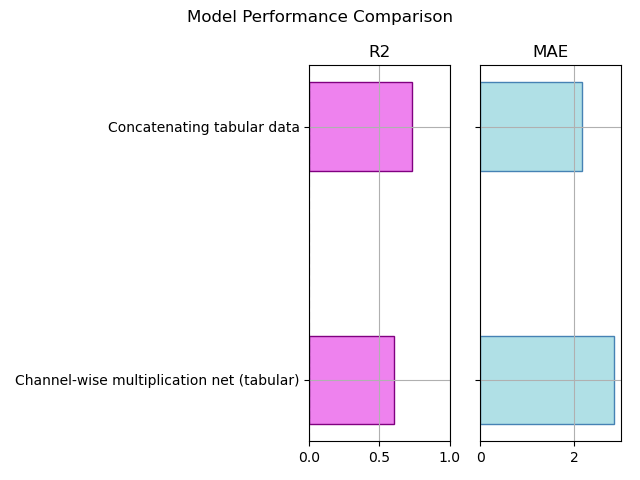 Model Performance Comparison
R2
MAE
Concatenating tabular data
Channel-wise multiplication net (tabular)
0.0 0.5 1.0
0 2